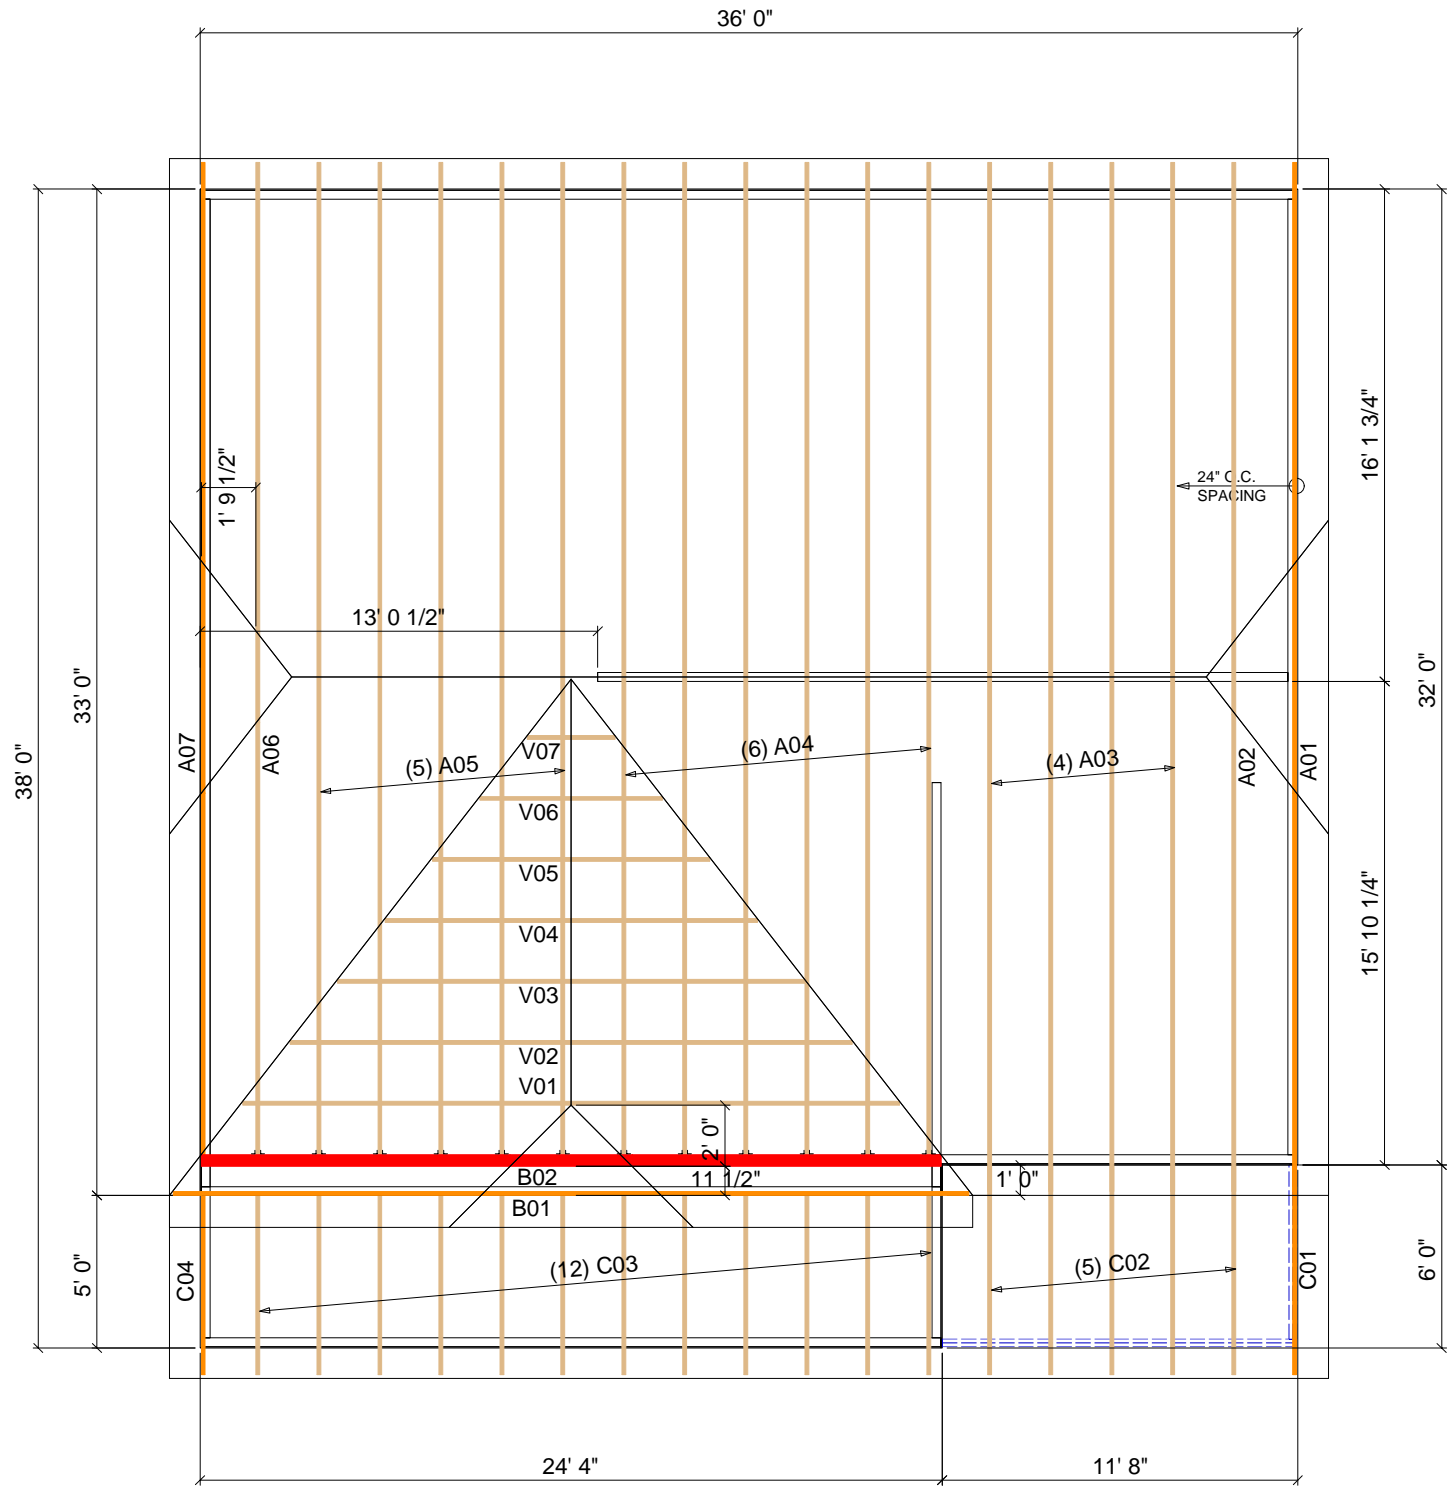 36' 0"
16' 1 3/4"
1' 9 1/2"
24" O.C.
SPACING
13' 0 1/2"
33' 0"
32' 0"
38' 0"
A07
A06
(5) A05
V07
(6) A04
(4) A03
A02
A01
V06
V05
15' 10 1/4"
V04
V03
V02
V01
2' 0"
B02
11 1/2"
1' 0"
B01
5' 0"
C04
(12) C03
(5) C02
C01
6' 0"
24' 4"
11' 8"